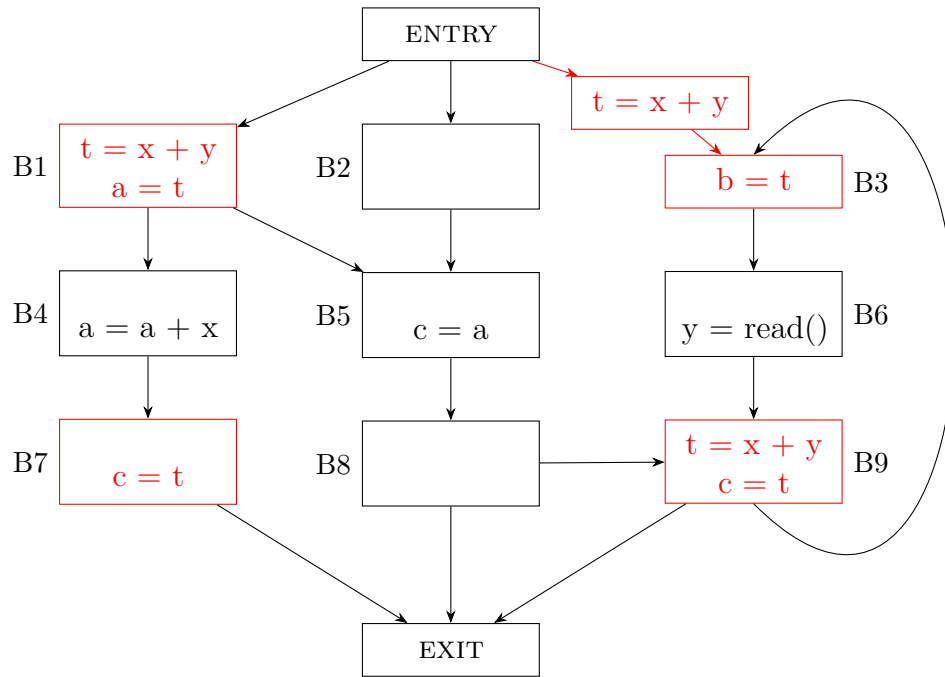 ENTRY
t = x + y
B1
t = x + y
a = t
B2
b = t
B3
B4
a = a + x
B5
c = a
y = read()
B6
B7
c = t
B8
t = x + y
c = t
B9
EXIT